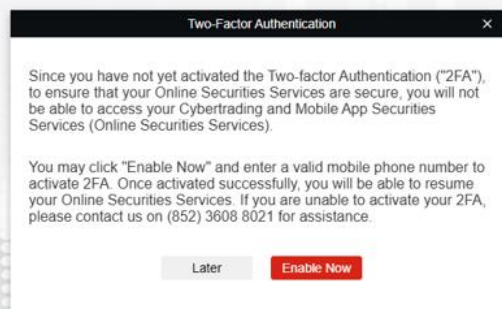 Two-Factor Authentication
Since you have not yet activated the Two-factor Authentication ("2FA"),
to ensure that your Online Securities Services are secure, you will not
be able to access your Cybertrading and Mobile App Securities
Services (Online Securities Services).
You may click "Enable Now" and enter a valid mobile phone number to
activate 2FA. Once activated successfully, you will be able to resume
your Online Securities Services. If you are unable to activate your 2FA,
please contact us on (852) 3608 8021 for assistance.
Later Enable Now